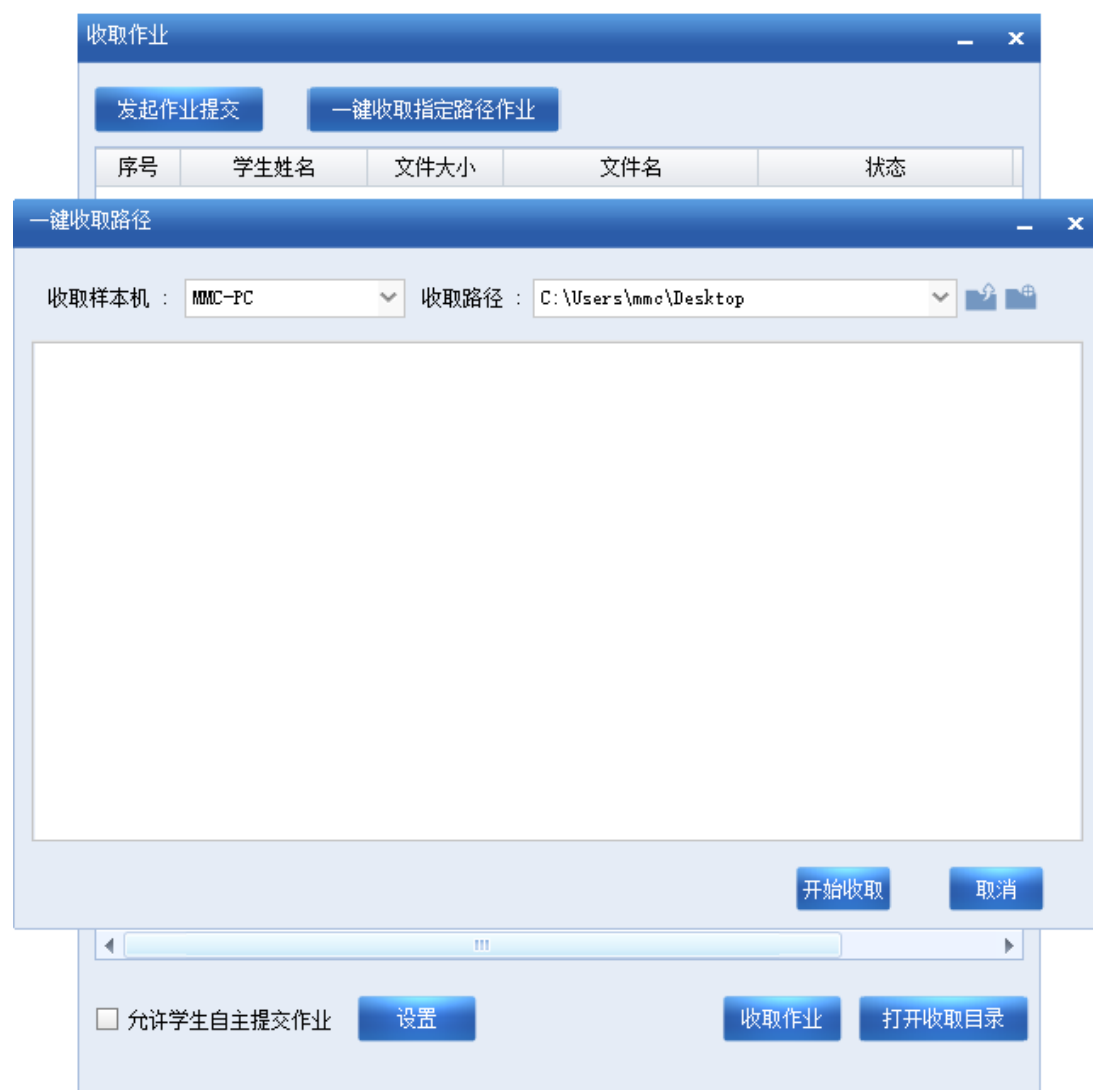 收取作业
发起作业提交 一键收取指定路径作业
序号 学生姓名 文件大小 文件名 状态
一键收取路径
收取样本机 : MMC-PC 收取路径 : C:\Users\mmc\Desktop
开始收取 取消
允许学生自主提交作业 设置 收取作业 打开收取目录